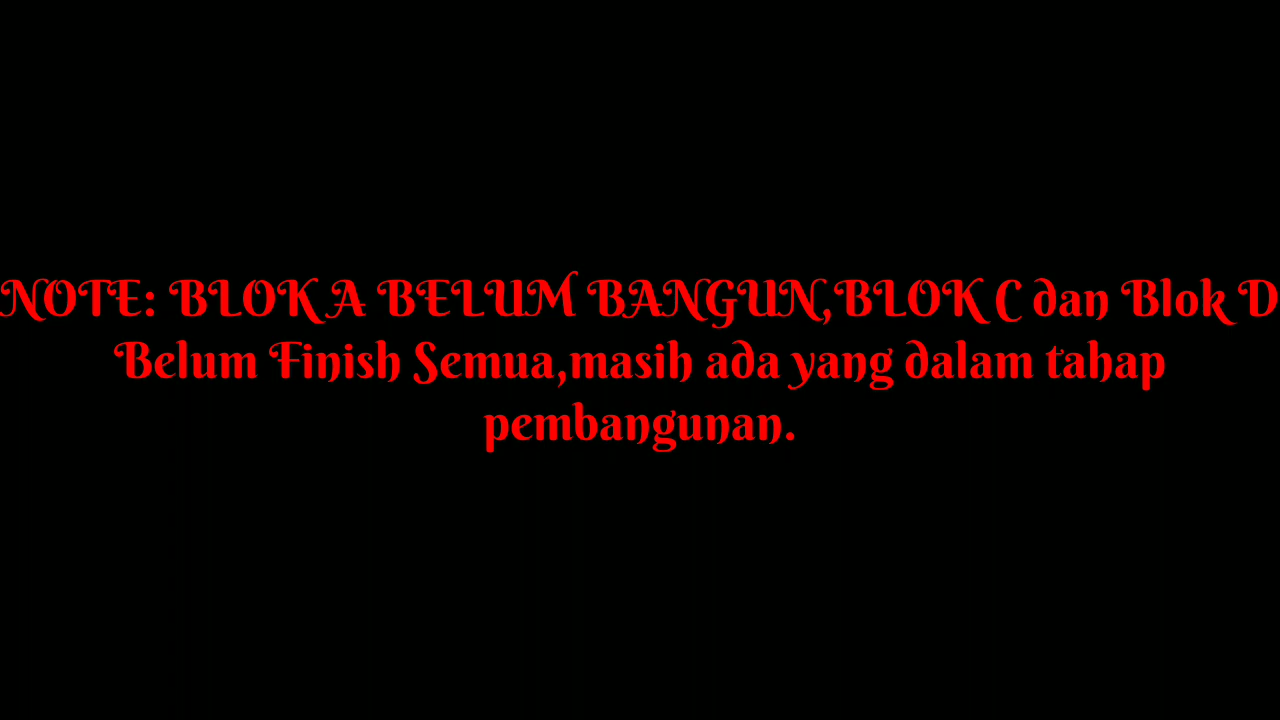 NOTE: BLOK A BELUM BANGUN,BLOK C dan Blok D
Belum Finish Semua,masih ada yang dalam tahap
pembangunan.